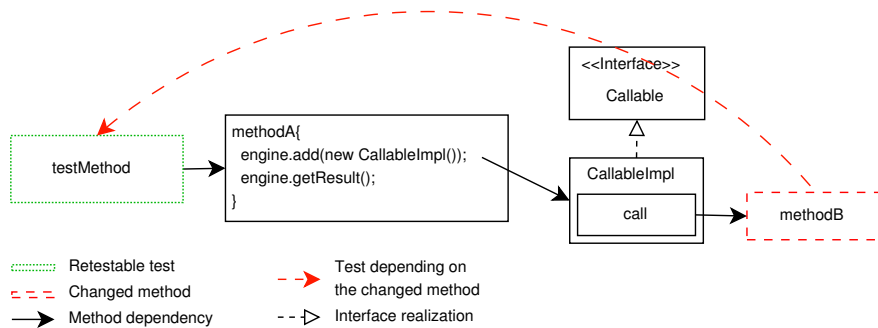 <<Interface>>
Callable
testMethod
methodA{
engine.add(new CallableImpl());
engine.getResult();
}
CallableImpl
call
methodB
Retestable test
Changed method
Method dependency
Test depending on
the changed method
Interface realization